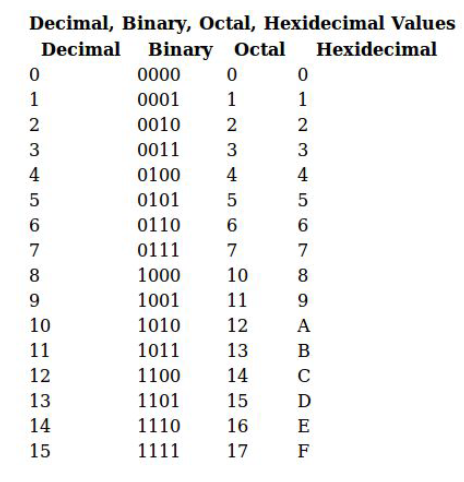 Decimal, Binary, Octal, Hexidecimal Values
Decimal Binary Octal Hexidecimal
0 0000 0 0
1 0001 1 1
2 0010 2 2
3 0011 3 3
4 0100 4 4
5 0101 5 5
6 0110 6 6
7 0111 7 7
8 1000 10 8
9 1001 11 9
10 1010 12 A
11 1011 13 B
12 1100 14 C
13 1101 15 D
14 1110 16 E
15 1111 17 F